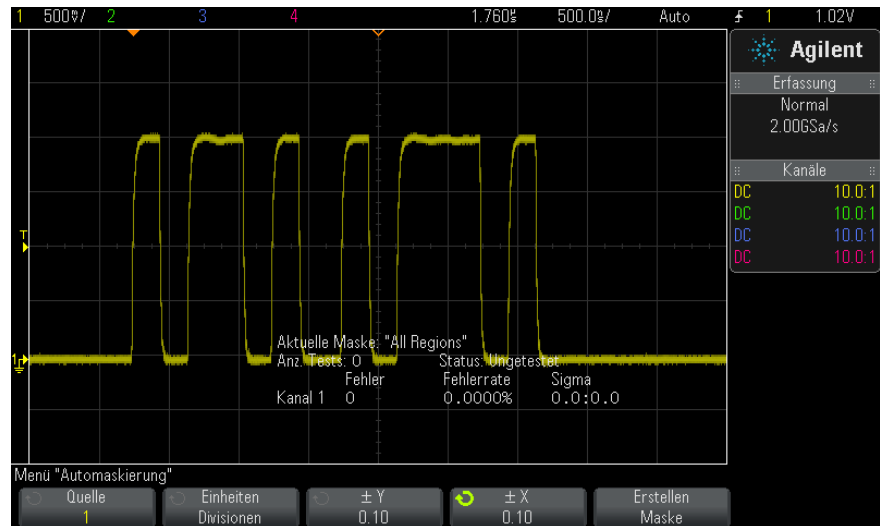 1 500V/ 2 3 4 1.760s 500.0s/ Auto 1 1.02V
Agilent
Erfassung
Normal
2.00GSa/s
Kanäle
DC 10.0:1
DC 10.0:1
DC 10.0:1
DC 10.0:1
T
1
Aktuelle Maske: "All Regions"
Anz. Tests: 0 Status: Ungetestet
Fehler Fehlerrate Sigma
Kanal 1 0 0.0000% 0.0:0.0
Menü "Automaskierung"
Quelle
1
Einheiten
Divisionen
± Y
0.10
± X
0.10
Erstellen
Maske